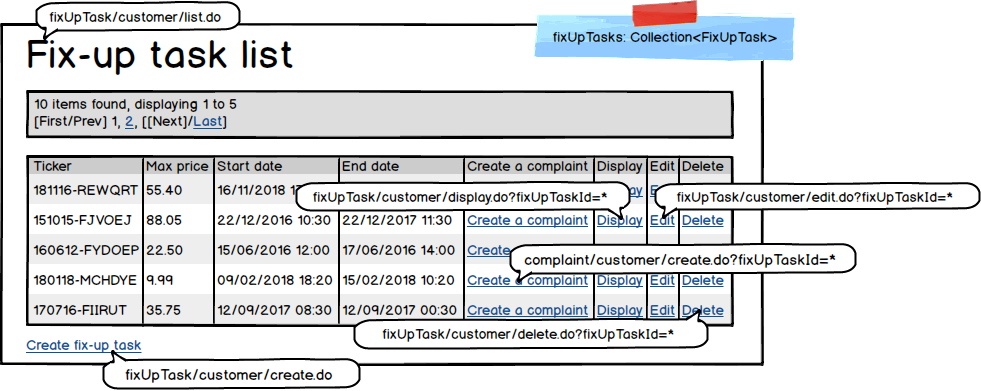 fixUpTask/customer/list.do
fixUpTasks: Collection<FixUpTask>
Fix-up task list
10 items found, displaying 1 to 5
[First/Prev] 1, 2, [[Next]/Last]
Ticker Max price Start date End date Create a complaint Display Edit Delete
181116-REWQRT 55.40 16/11/2018
fixUpTask/customer/display.do?fixUpTaskId=*
fixUpTask/customer/edit.do?fixUpTaskId=*
151015-FJVOEJ 88.05 22/12/2016 10:30 22/12/2017 11:30 Create a complaint Display Edit Delete
160612-FYDOEP 22.50 15/06/2016 12:00 17/06/2016 14:00 Create
complaint/customer/create.do?fixUpTaskId=*
180118-MCHDYE 9.99 09/02/2018 18:20 15/02/2018 10:20 Create a complaint Display Edit Delete
170716-FIIRUT 35.75 12/09/2017 08:30 12/09/2017 00:30 Create a complaint Display Edit Delete
fixUpTask/customer/delete.do?fixUpTaskId=*
Create fix-up task
fixUpTask/customer/create.do